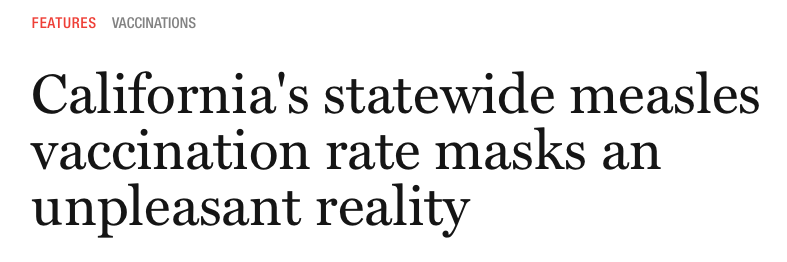 FEATURES VACCINATIONS
California's statewide measles
vaccination rate masks an
unpleasant reality